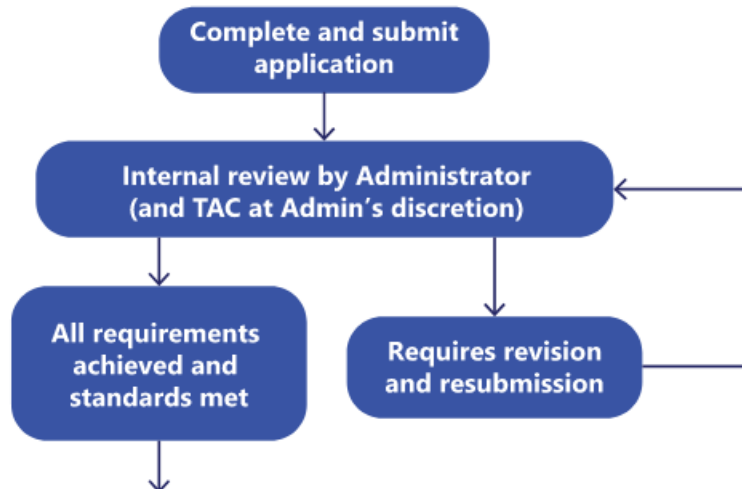 Complete and submit
application
Internal review by Administrator
(and TAC at Admin’s discretion)
All requirements
achieved and
standards met
Requires revision
and resubmission